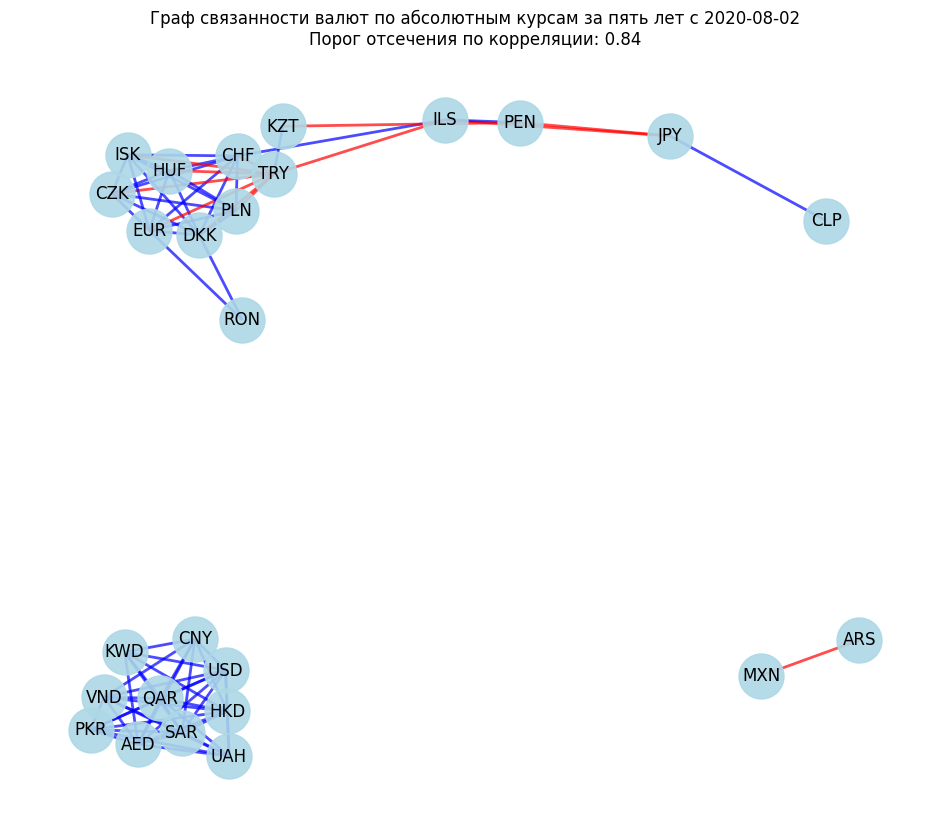 Граф связанности валют по абсолютным курсам за пять лет с 2020-08-02
Порог отсечения по корреляции: 0.84
ILS
PEN
KZT
JPY
ISK
CHF
HUF
TRY
CZK
PLN
CLP
EUR
DKK
RON
CNY
ARS
KWD
USD
MXN
VND
QAR
HKD
PKR
SAR
AED
UAH